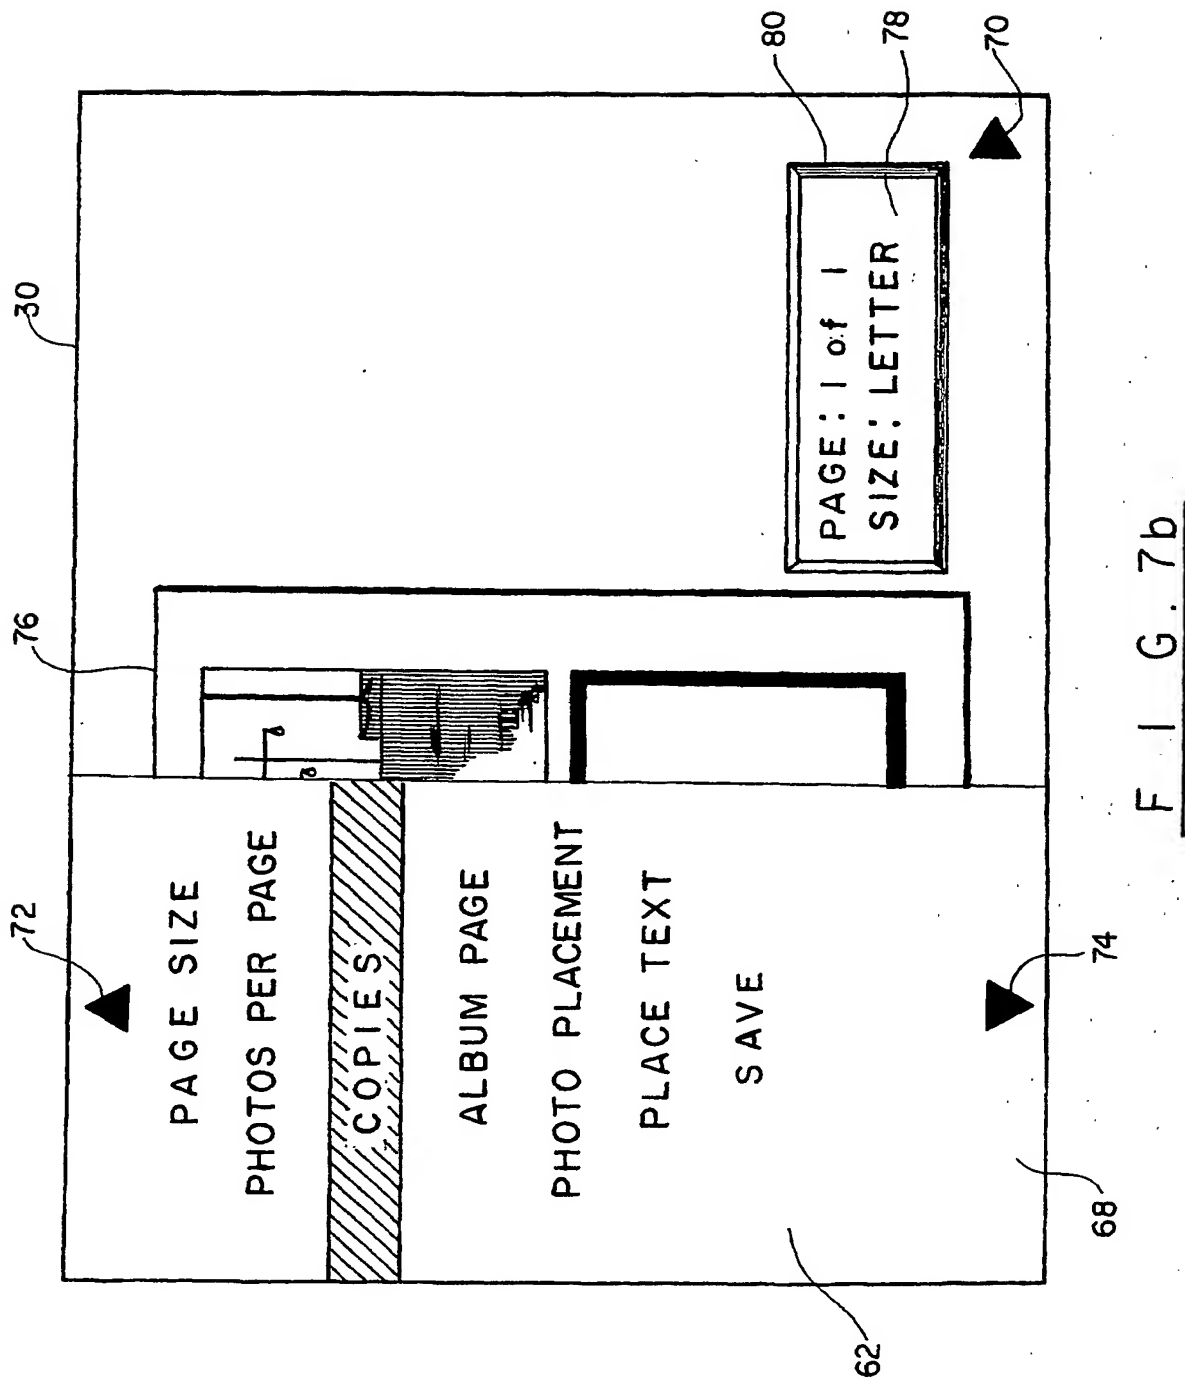 30
72
76
PAGE SIZE
PHOTOS PER PAGE
COPIES
ALBUM PAGE
PHOTO PLACEMENT
PLACE TEXT
SAVE
PAGE: 1 of 1
SIZE: LETTER
80
78
70
62
68
74
FIG. 7b